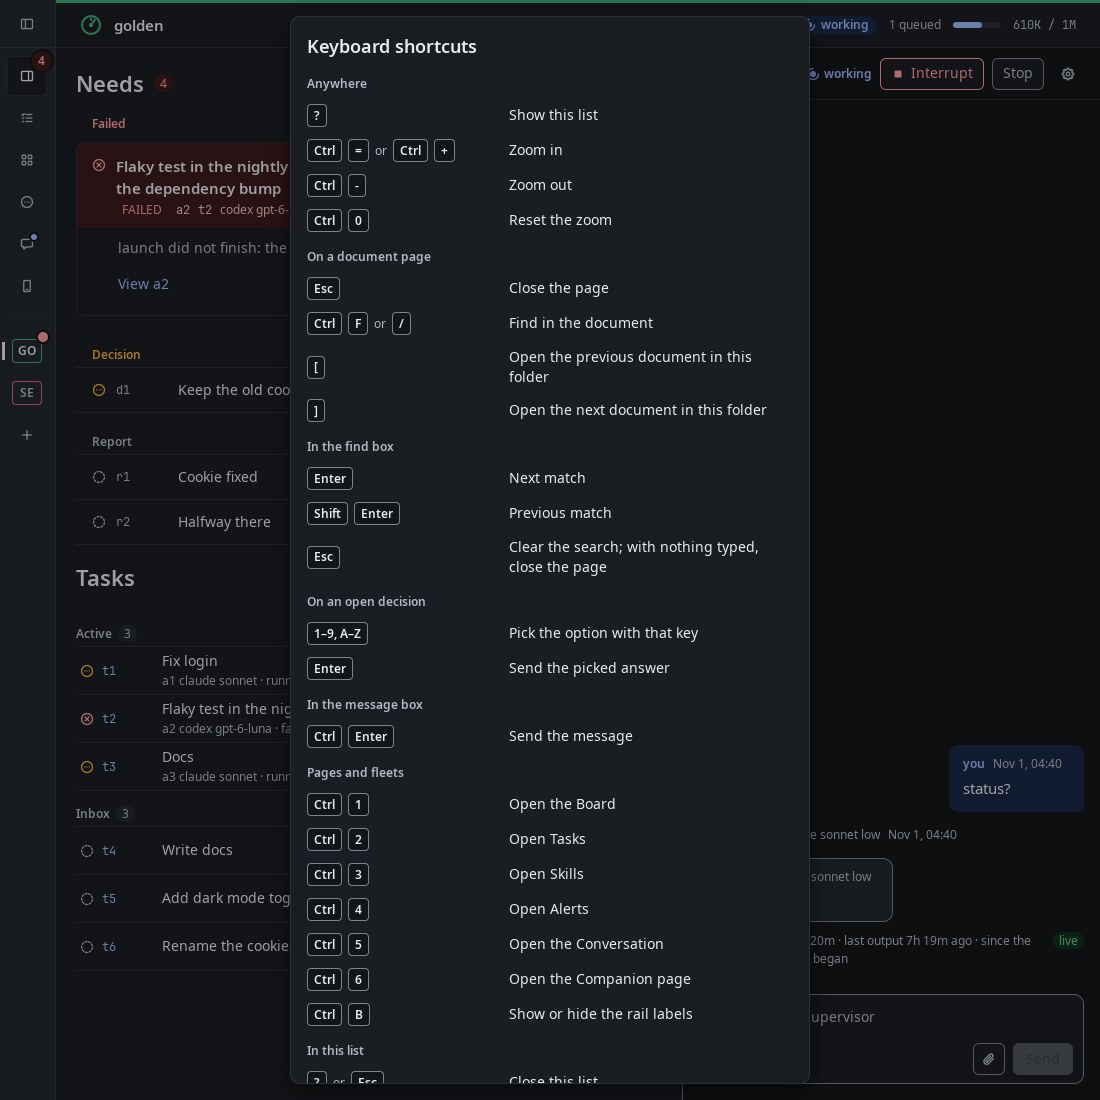 golden
working
1 queued
610K / 1M
4
Needs 4
working
Interrupt
Stop
Failed
Flaky test in the nightly
the dependency bump
FAILED a2 t2 codex gpt-6-
launch did not finish: the
View a2
GO
SE
Decision
d1 Keep the old coo
Report
r1 Cookie fixed
r2 Halfway there
Tasks
Active 3
t1 Fix login
a1 claude sonnet · runr
t2 Flaky test in the nig
a2 codex gpt-6-luna · fa
t3 Docs
a3 claude sonnet · runr
Inbox 3
t4 Write docs
t5 Add dark mode tog
t6 Rename the cookie
Keyboard shortcuts
Anywhere
? Show this list
Ctrl = or Ctrl + Zoom in
Ctrl - Zoom out
Ctrl 0 Reset the zoom
On a document page
Esc Close the page
Ctrl F or / Find in the document
[ Open the previous document in this
folder
] Open the next document in this folder
In the find box
Enter Next match
Shift Enter Previous match
Esc Clear the search; with nothing typed,
close the page
On an open decision
1–9, A–Z Pick the option with that key
Enter Send the picked answer
In the message box
Ctrl Enter Send the message
Pages and fleets
Ctrl 1 Open the Board
Ctrl 2 Open Tasks
Ctrl 3 Open Skills
Ctrl 4 Open Alerts
Ctrl 5 Open the Conversation
Ctrl 6 Open the Companion page
Ctrl B Show or hide the rail labels
In this list
? or Esc Close this list
you Nov 1, 04:40
status?
e sonnet low Nov 1, 04:40
sonnet low
20m · last output 7h 19m ago · since the
began
live
upervisor
Send